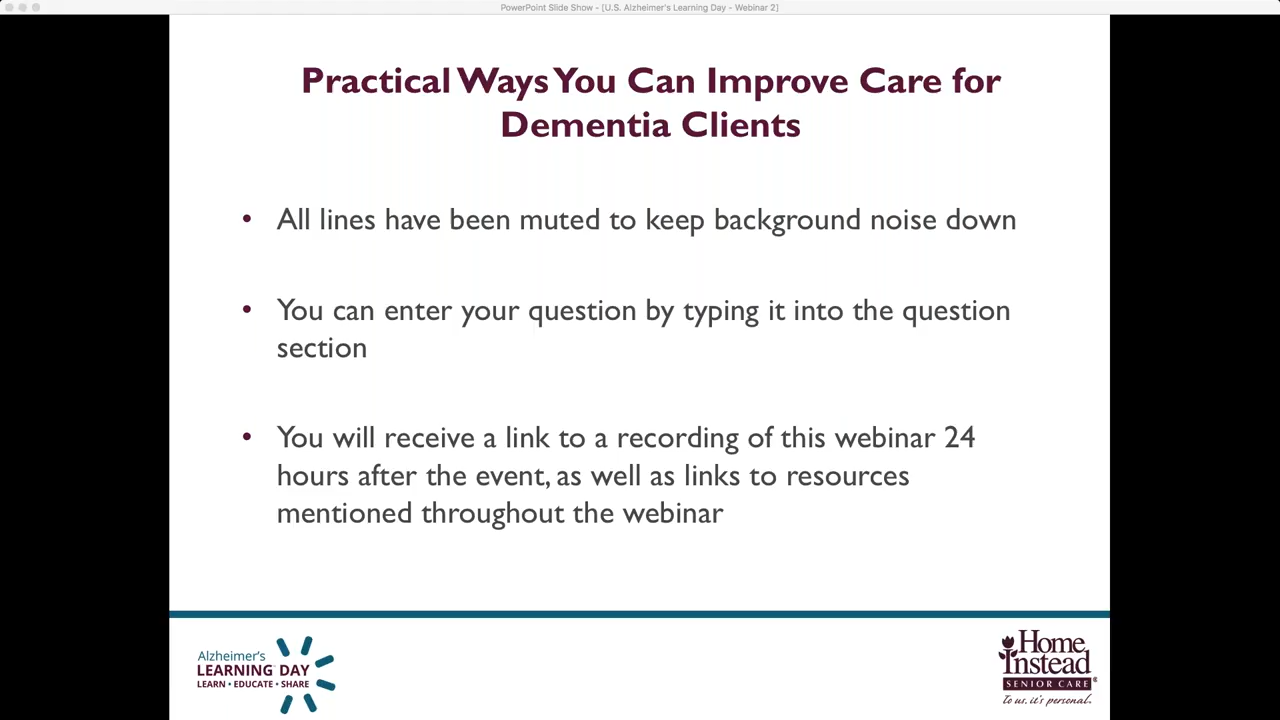 PowerPoint Slide Show - [U.S. Alzheimer's Learning Day - Webinar 2]
Practical Ways You Can Improve Care for
Dementia Clients
• All lines have been muted to keep background noise down
• You can enter your question by typing it into the question
section
• You will receive a link to a recording of this webinar 24
hours after the event, as well as links to resources
mentioned throughout the webinar
Alzheimer's
LEARNING DAY
LEARN • EDUCATE • SHARE
Home
Instead
SENIOR CARE®
To us, it's personal.